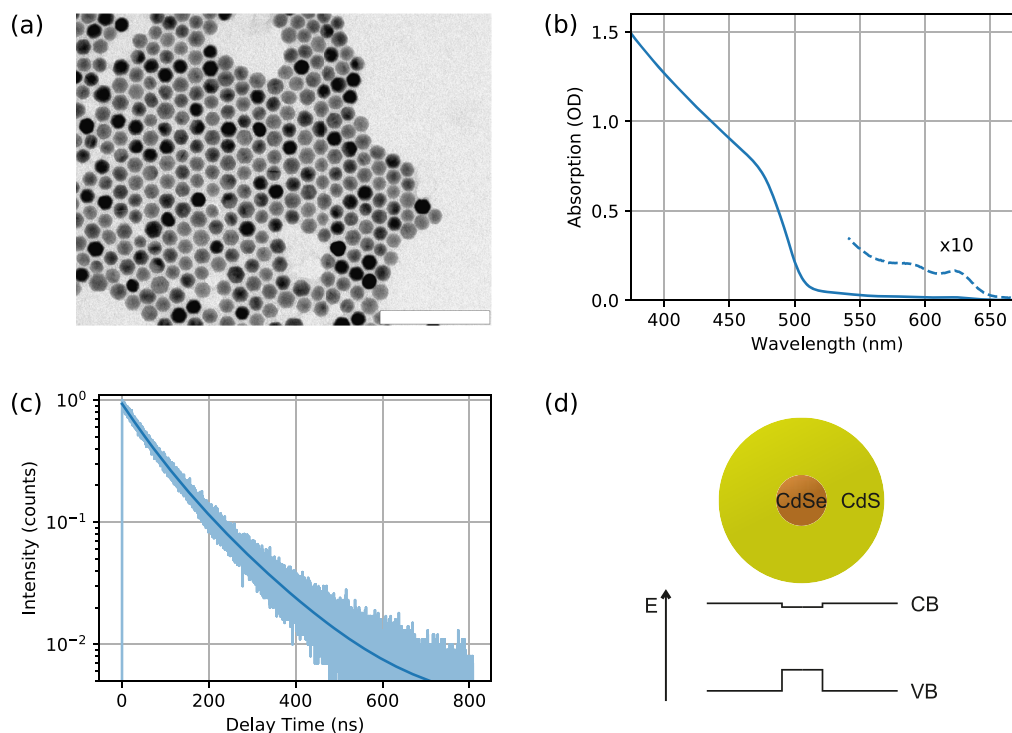 (a)
(b)
1.5
1.0
0.5
0.0
Absorption (OD)
x10
400 450 500 550 600 650
Wavelength (nm)
(c)
10⁰
10⁻¹
10⁻²
Intensity (counts)
0 200 400 600 800
Delay Time (ns)
(d)
CdSe CdS
E
CB
VB